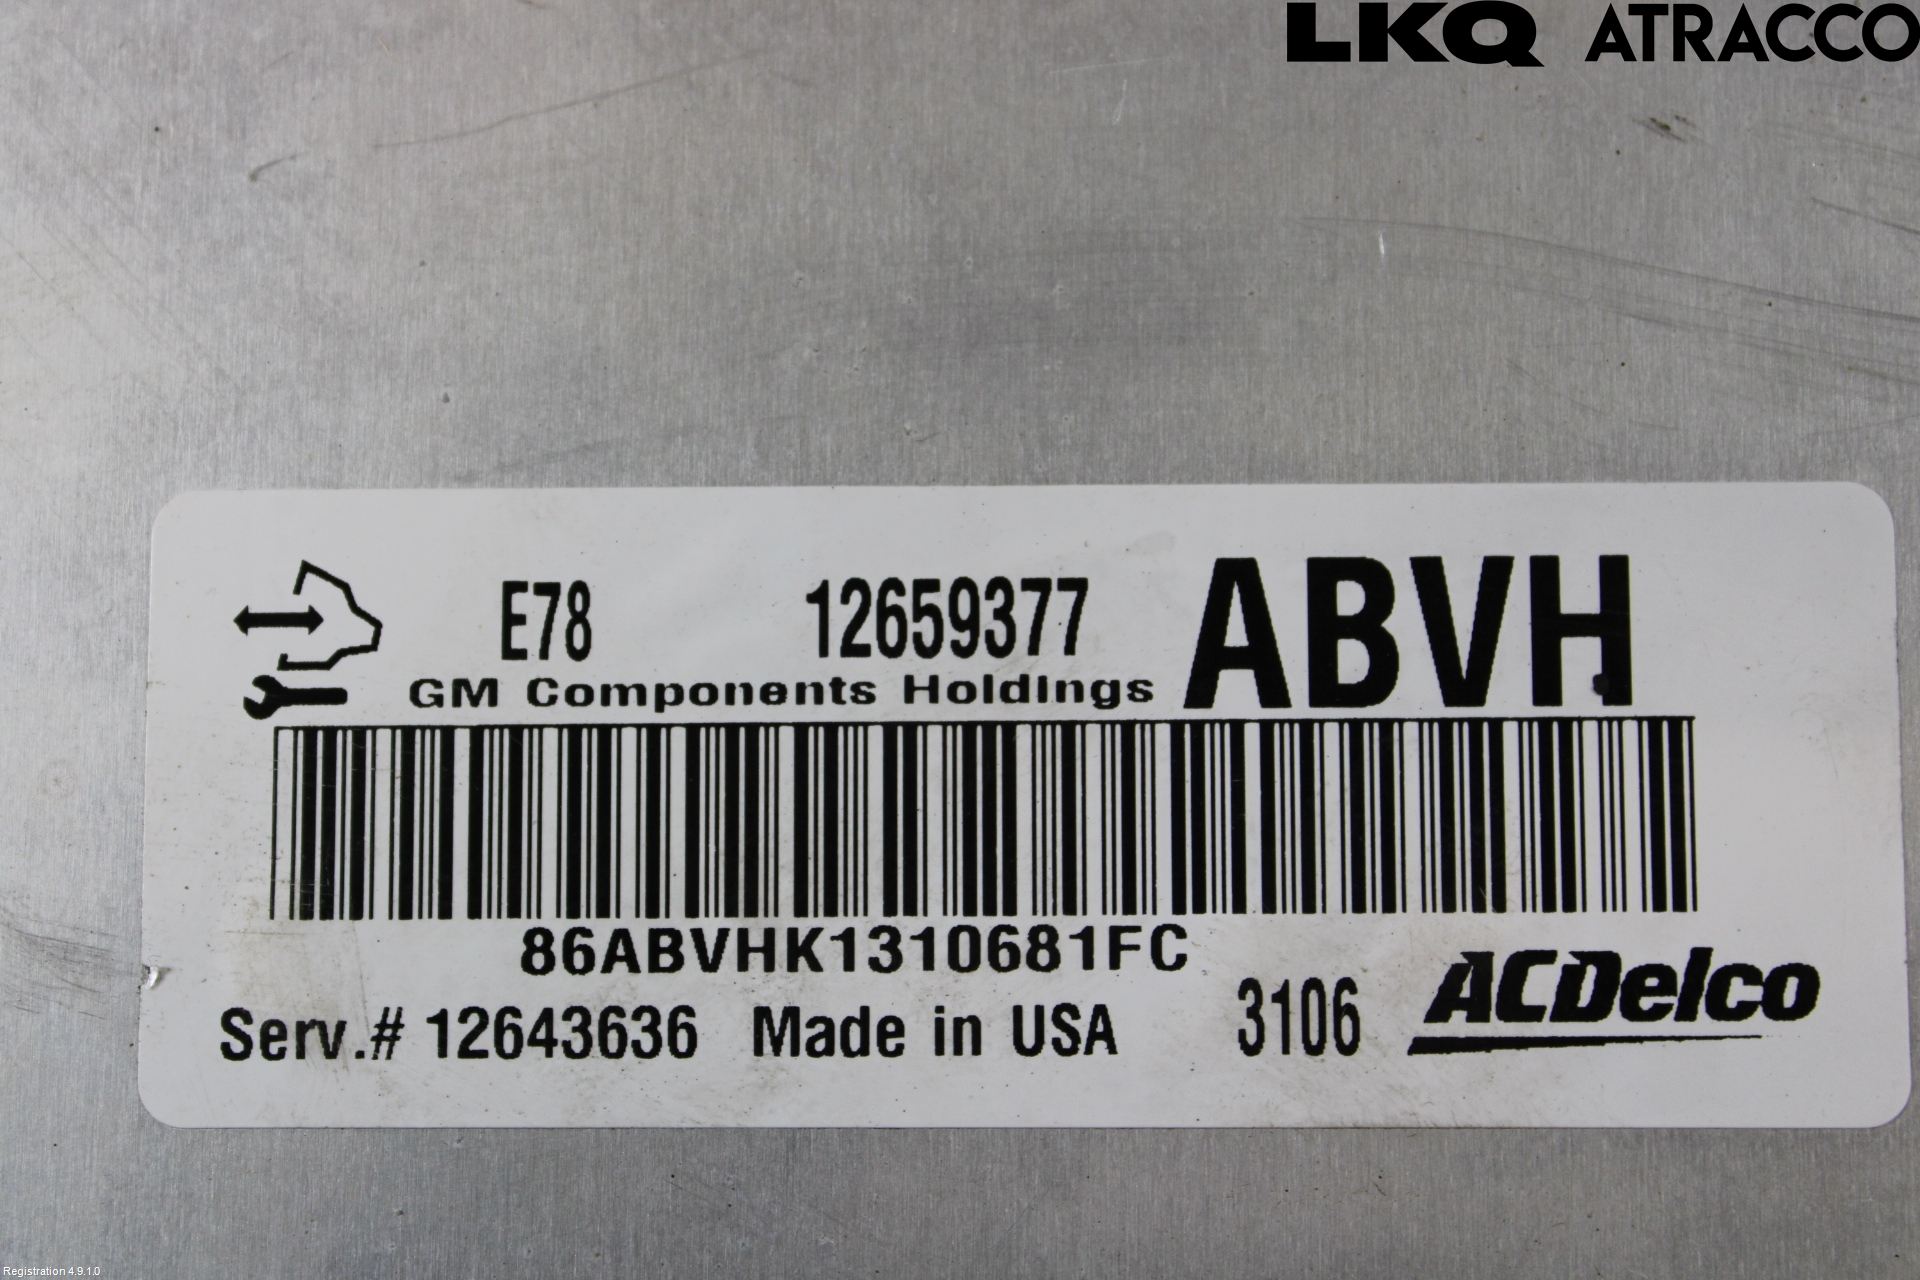 LKQ ATRACCO
E78 12659377 ABVH
GM Components Holdings
86ABVHK1310681FC
Serv.# 12643636 Made in USA 3106 ACDelco
Registration 4.9.1.0